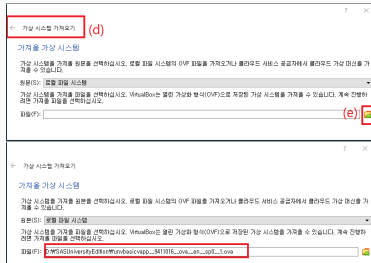 ? ×
← 가상 시스템 가져오기 (d)
가져올 가상 시스템
가상 시스템을 가져올 원본을 선택하십시오. 로컬 파일 시스템의 OVF 파일을 가져오거나 클라우드 서비스 공급자에서 클라우드 가상 머신을 가
져올 수 있습니다.
원본(S): 로컬 파일 시스템
가상 시스템을 가져올 파일을 선택하십시오. VirtualBox는 열린 가상화 형식(OVF)으로 저장된 가상 시스템을 가져올 수 있습니다. 계속 진행하
려면 가져올 파일을 선택하십시오.
파일(F): (e)
? ×
← 가상 시스템 가져오기
가져올 가상 시스템
가상 시스템을 가져올 원본을 선택하십시오. 로컬 파일 시스템의 OVF 파일을 가져오거나 클라우드 서비스 공급자에서 클라우드 가상 머신을 가
져올 수 있습니다.
원본(S): 로컬 파일 시스템
가상 시스템을 가져올 파일을 선택하십시오. VirtualBox는 열린 가상화 형식(OVF)으로 저장된 가상 시스템을 가져올 수 있습니다. 계속 진행하
려면 가져올 파일을 선택하십시오.
파일(F): D:₩SASUniversityEdition₩unvbasicvapp__9411016__ova__en__sp0__1.ova